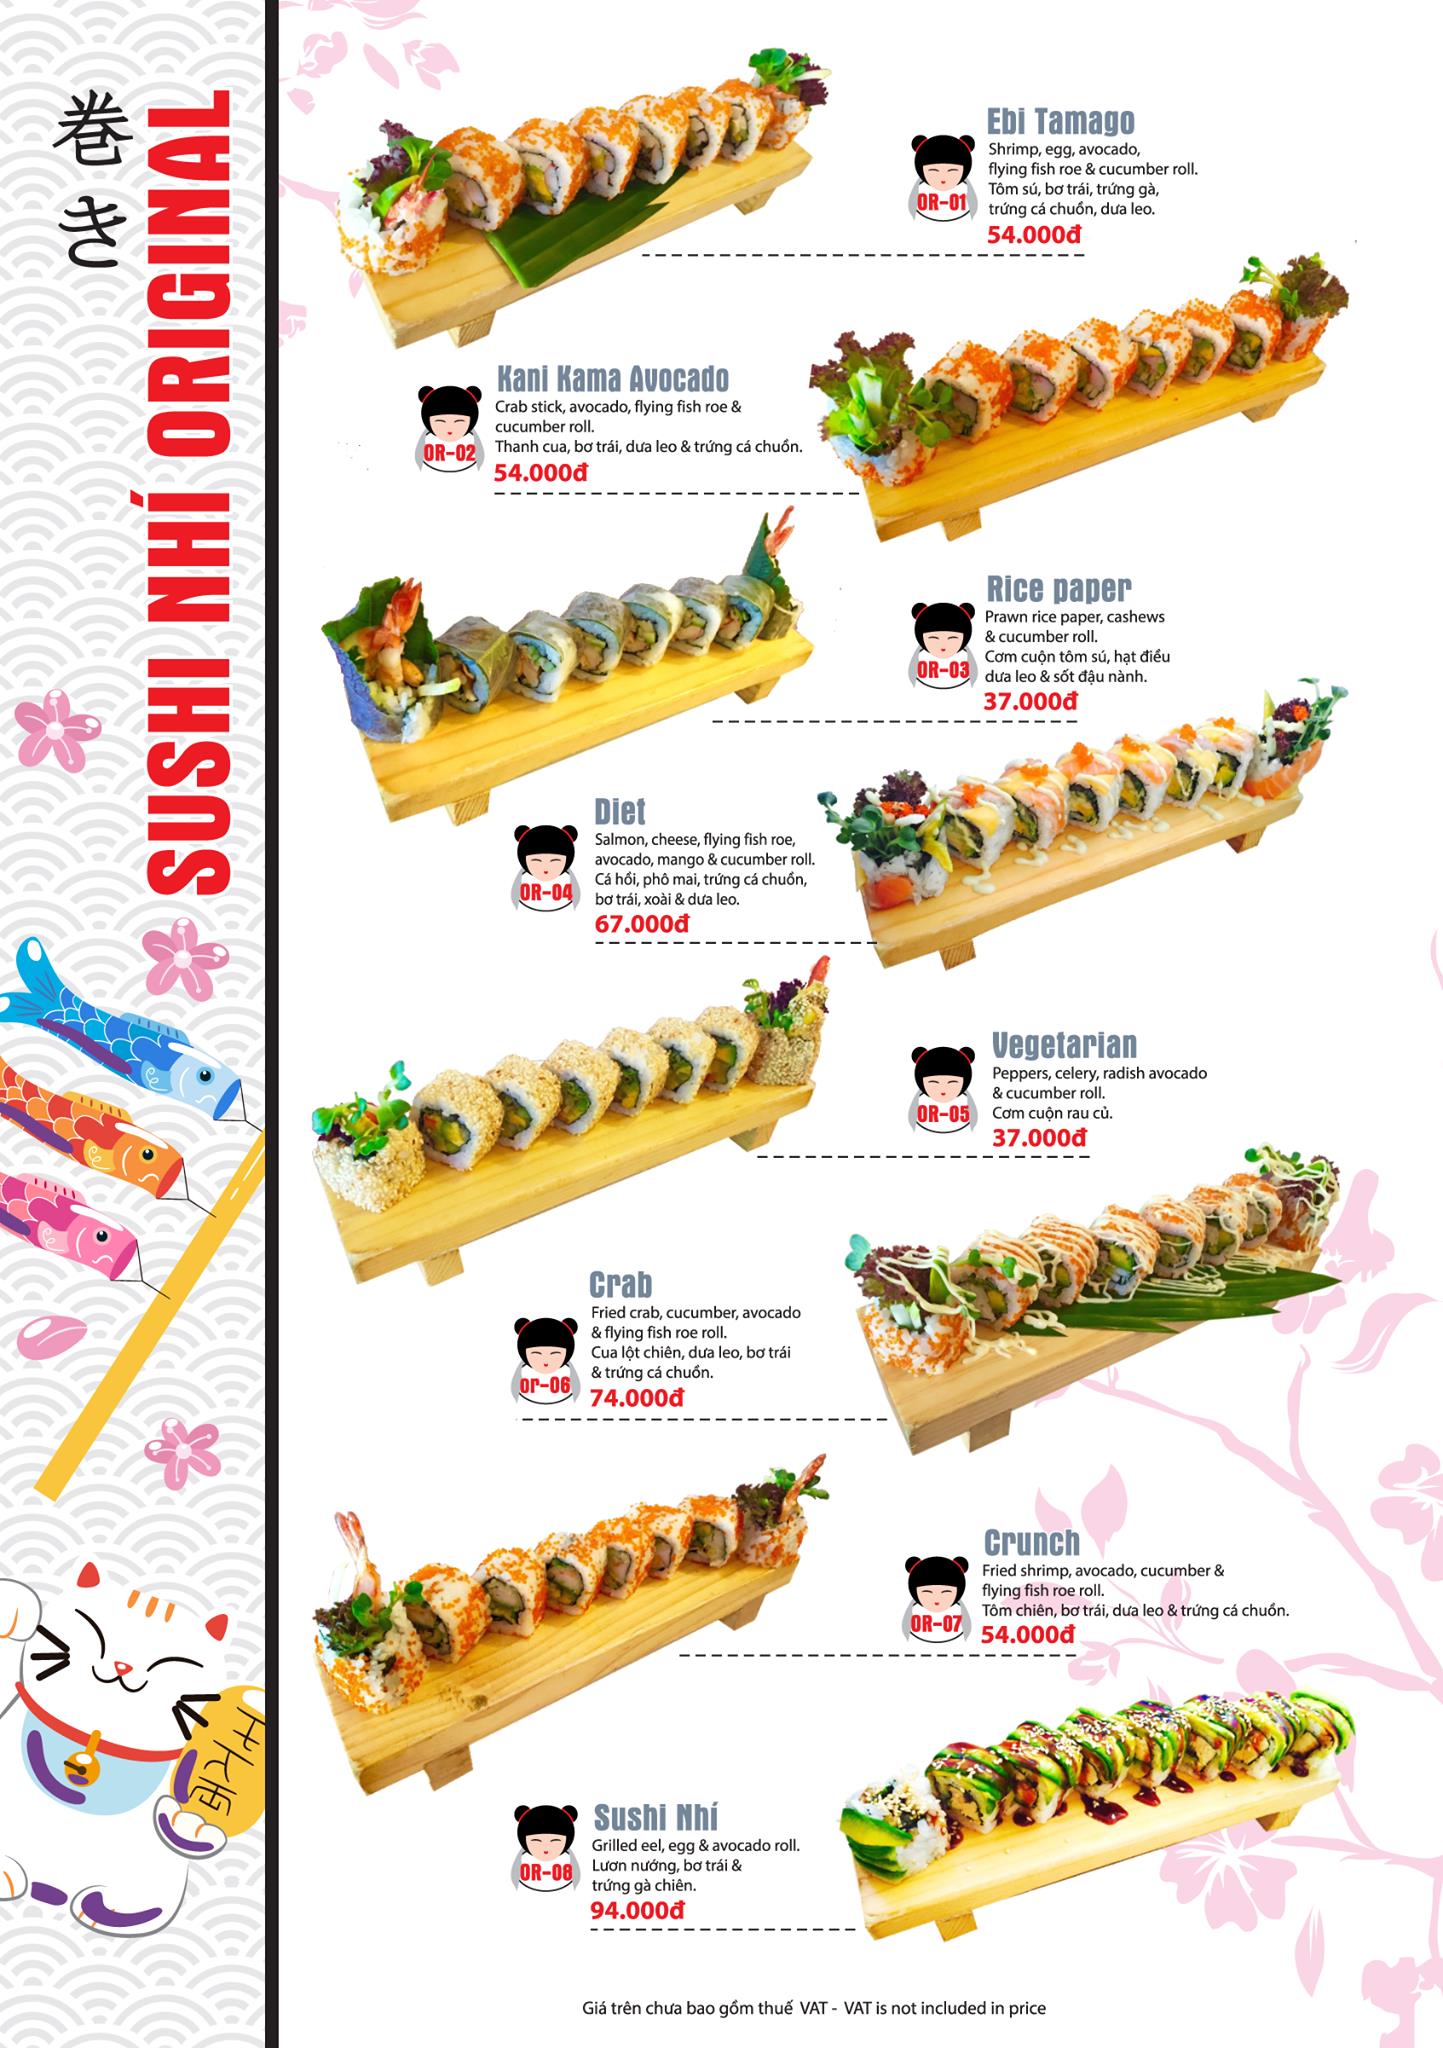 巻き
SUSHI NHÍ ORIGINAL
Ebi Tamago
Shrimp, egg, avocado,
flying fish roe & cucumber roll.
Tôm sú, bơ trái, trứng gà,
trứng cá chuồn, dưa leo.
OR-01
54.000đ
Kani Kama Avocado
Crab stick, avocado, flying fish roe &
cucumber roll.
Thanh cua, bơ trái, dưa leo & trứng cá chuồn.
OR-02
54.000đ
Rice paper
Prawn rice paper, cashews
& cucumber roll.
Cơm cuộn tôm sú, hạt điều
dưa leo & sốt đậu nành.
OR-03
37.000đ
Diet
Salmon, cheese, flying fish roe,
avocado, mango & cucumber roll.
Cá hồi, phô mai, trứng cá chuồn,
bơ trái, xoài & dưa leo.
OR-04
67.000đ
Vegetarian
Peppers, celery, radish avocado
& cucumber roll.
Cơm cuộn rau củ.
OR-05
37.000đ
Crab
Fried crab, cucumber, avocado
& flying fish roe roll.
Cua lột chiên, dưa leo, bơ trái
& trứng cá chuồn.
or-06
74.000đ
Crunch
Fried shrimp, avocado, cucumber &
flying fish roe roll.
Tôm chiên, bơ trái, dưa leo & trứng cá chuồn.
OR-07
54.000đ
Sushi Nhí
Grilled eel, egg & avocado roll.
Lươn nướng, bơ trái &
trứng gà chiên.
OR-08
94.000đ
Giá trên chưa bao gồm thuế VAT - VAT is not included in price